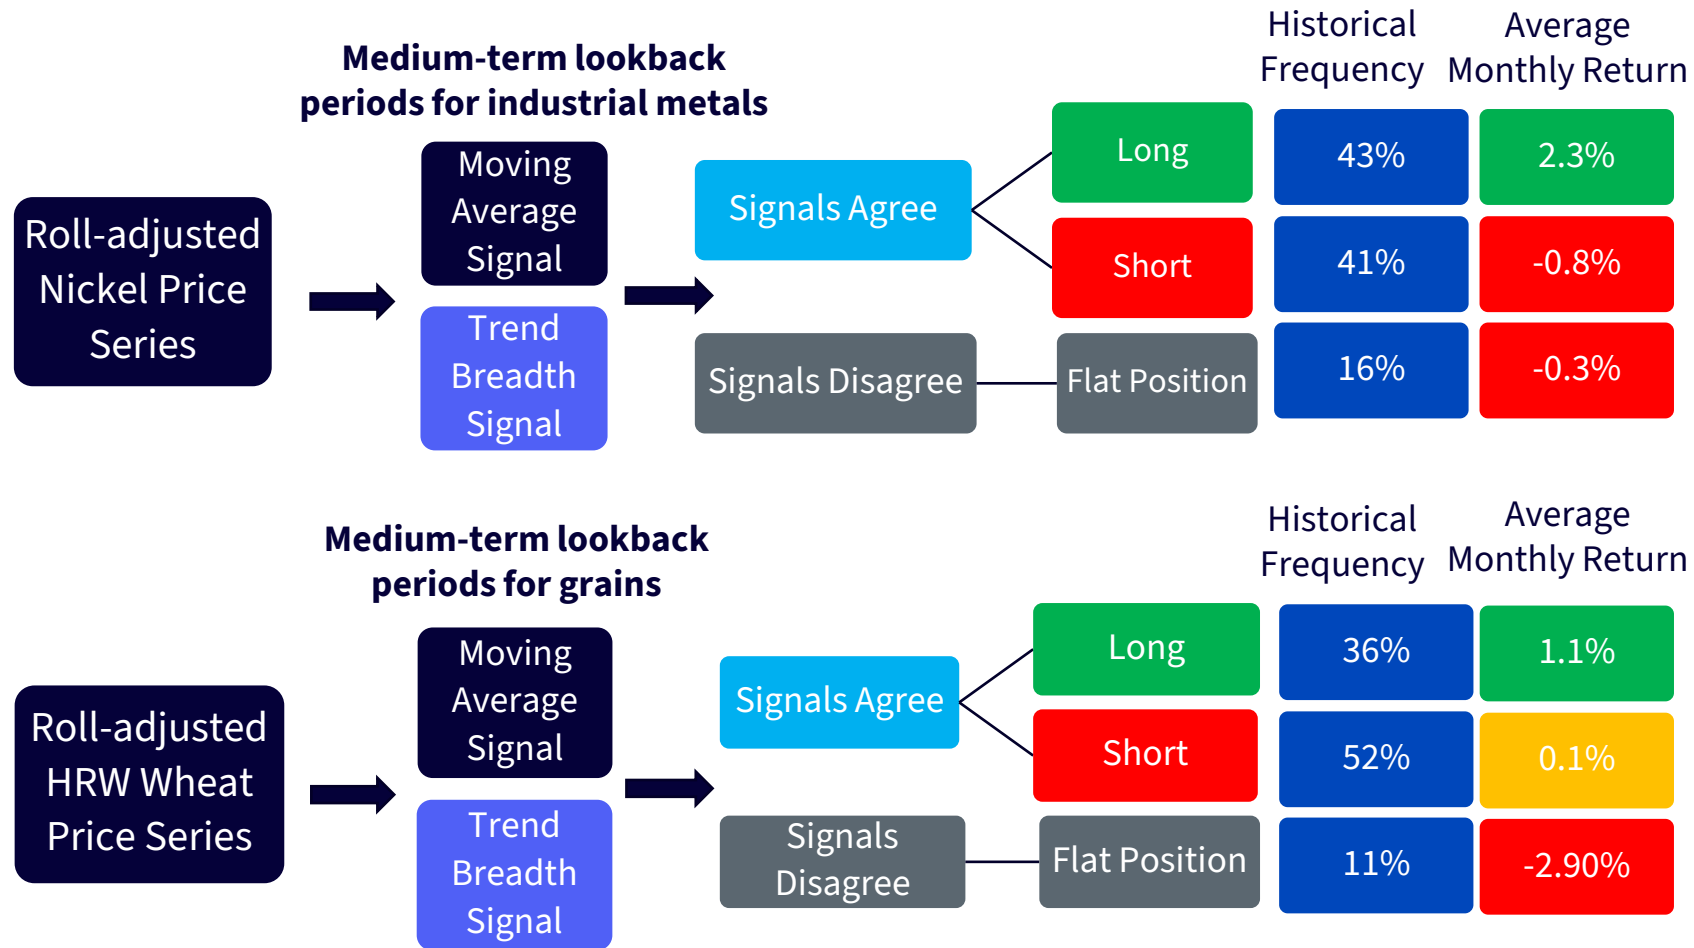 Historical
Frequency
Average
Monthly Return
Medium-term lookback
periods for industrial metals
Roll-adjusted
Nickel Price
Series
Moving
Average
Signal
Trend
Breadth
Signal
Signals Agree
Signals Disagree
Long
43%
2.3%
Short
41%
-0.8%
Flat Position
16%
-0.3%
Historical
Frequency
Average
Monthly Return
Medium-term lookback
periods for grains
Roll-adjusted
HRW Wheat
Price Series
Moving
Average
Signal
Trend
Breadth
Signal
Signals Agree
Signals
Disagree
Long
36%
1.1%
Short
52%
0.1%
Flat Position
11%
-2.90%